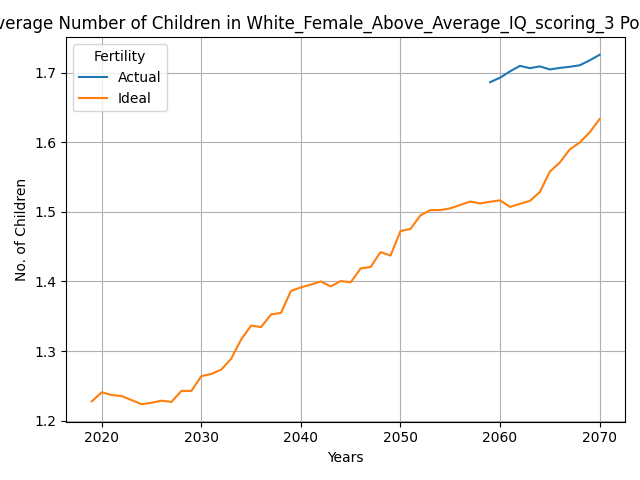 verage Number of Children in White_Female_Above_Average_IQ_scoring_3 Po
Fertility
Actual
Ideal
No. of Children
1.7
1.6
1.5
1.4
1.3
1.2
2020 2030 2040 2050 2060 2070
Years